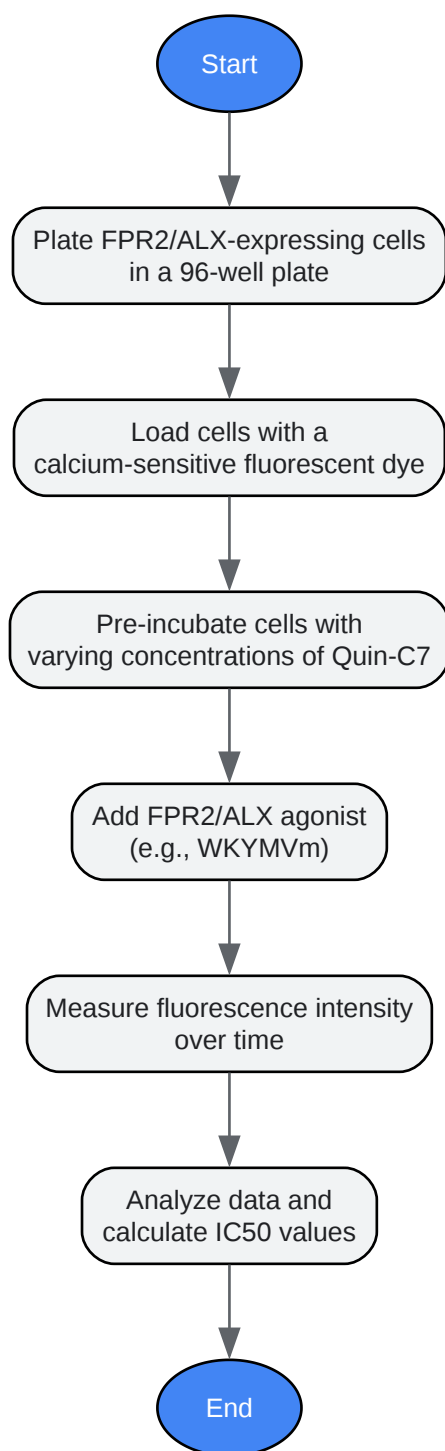 Start
Plate FPR2/ALX-expressing cells
in a 96-well plate
Load cells with a
calcium-sensitive fluorescent dye
Pre-incubate cells with
varying concentrations of Quin-C7
Add FPR2/ALX agonist
(e.g., WKYMVm)
Measure fluorescence intensity
over time
Analyze data and
calculate IC50 values
End